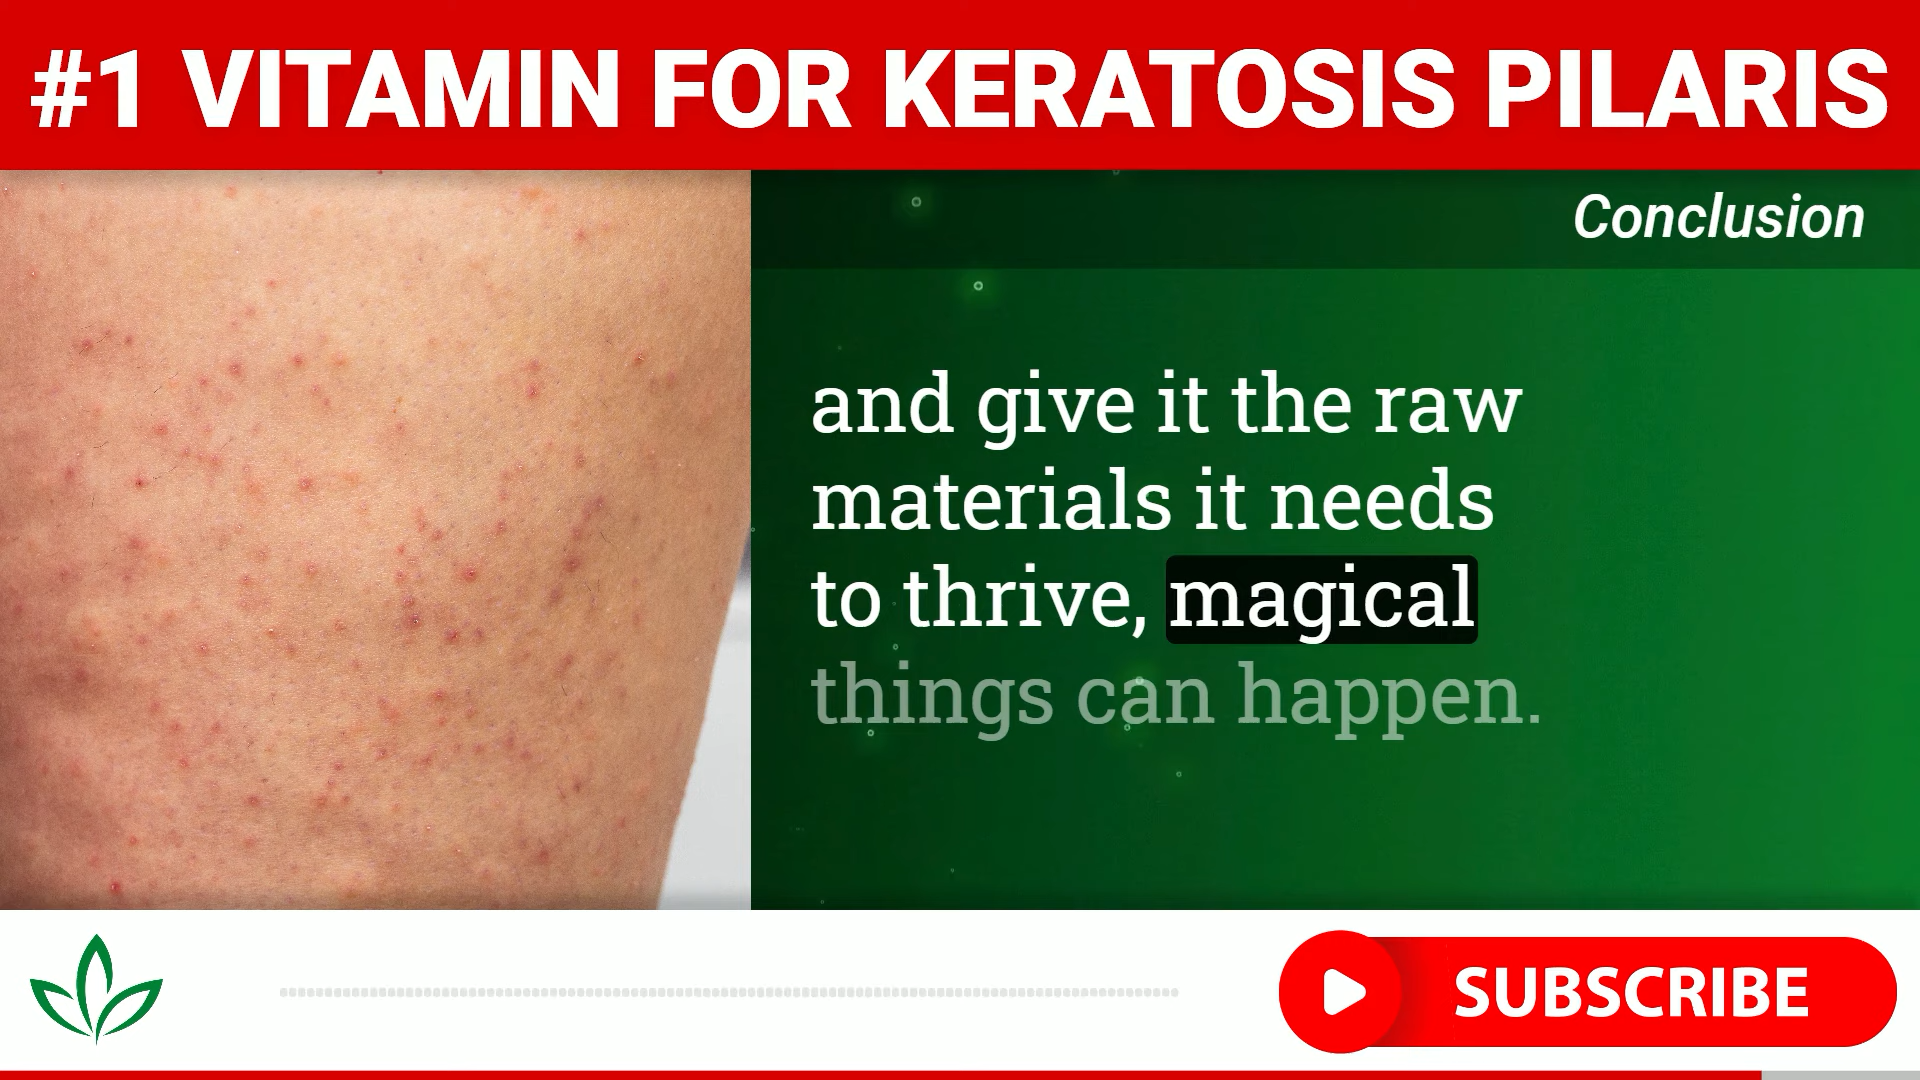 #1 VITAMIN FOR KERATOSIS PILARIS
Conclusion
and give it the raw
materials it needs
to thrive, magical
things can happen.
SUBSCRIBE